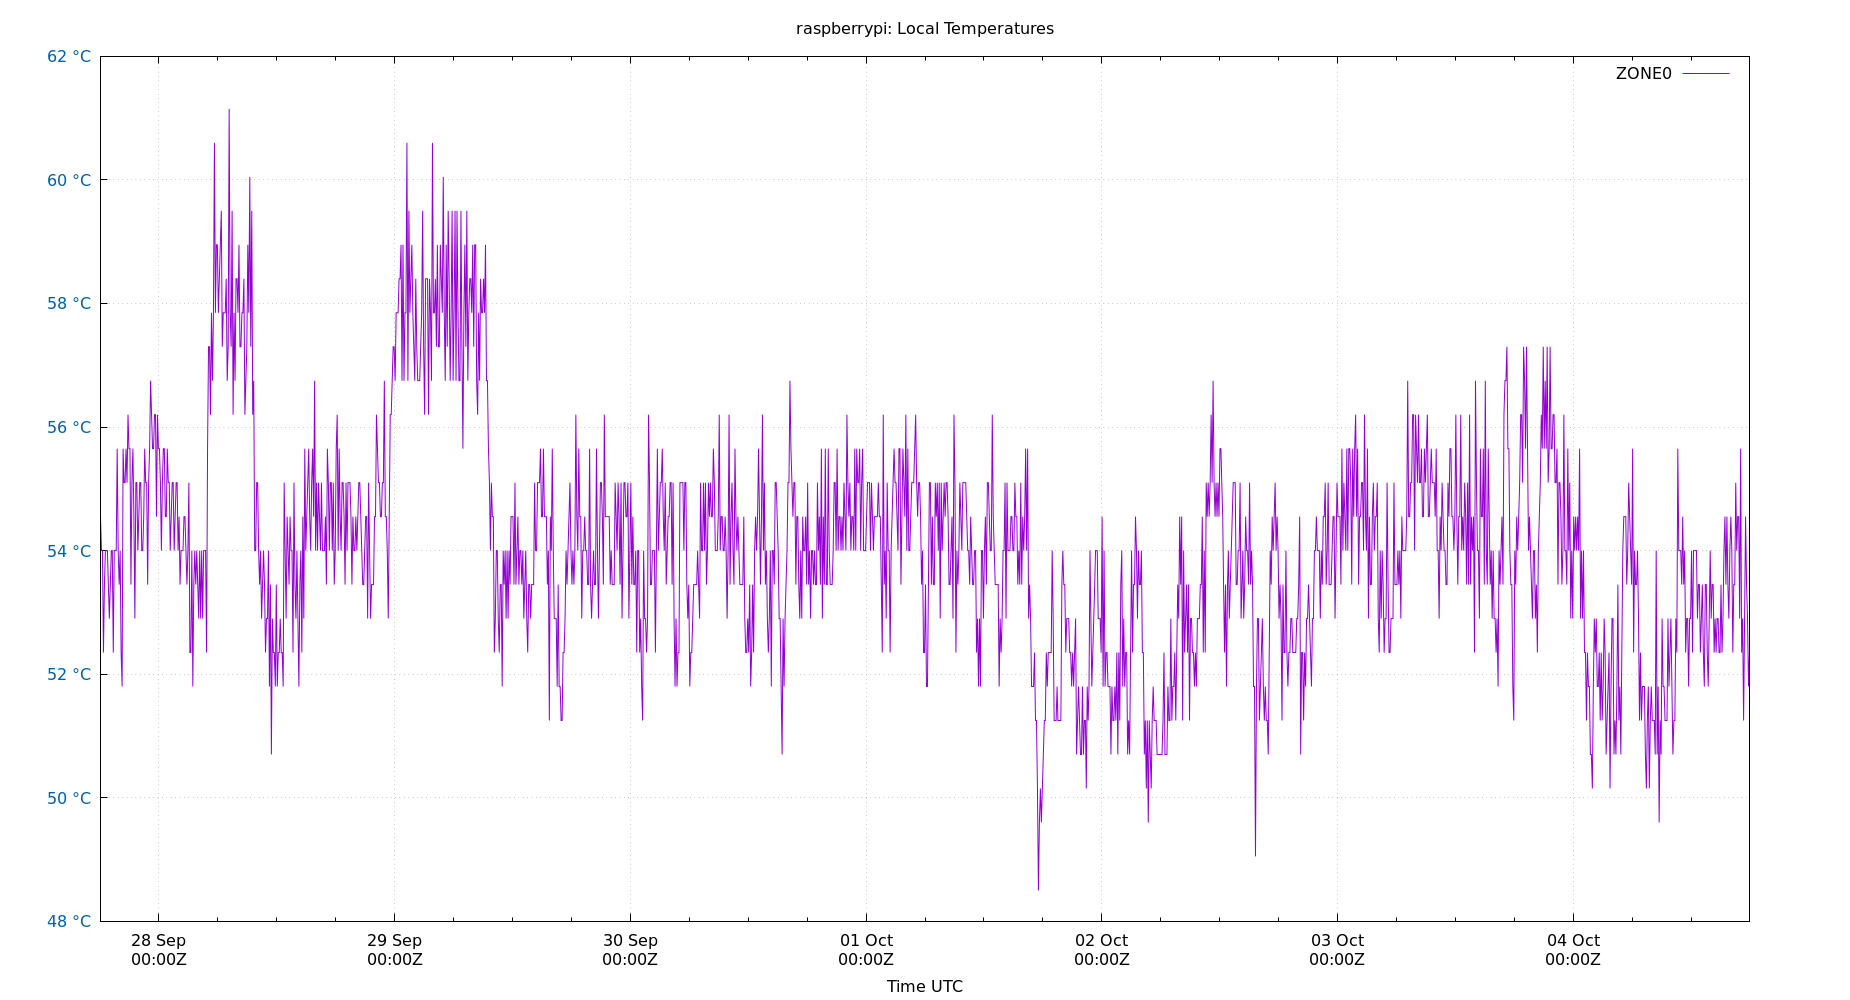 raspberrypi: Local Temperatures
62 °C
ZONE0
60 °C
58 °C
56 °C
54 °C
52 °C
50 °C
48 °C
28 Sep 29 Sep 30 Sep 01 Oct 02 Oct 03 Oct 04 Oct
00:00Z 00:00Z 00:00Z 00:00Z 00:00Z 00:00Z 00:00Z
Time UTC